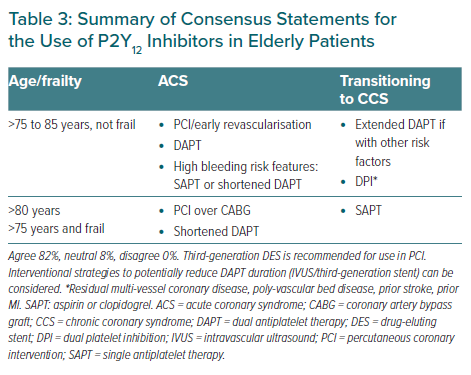 Table 3: Summary of Consensus Statements for
the Use of P2Y12 Inhibitors in Elderly Patients
Age/frailty ACS Transitioning
to CCS
>75 to 85 years, not frail • PCI/early revascularisation • Extended DAPT if
• DAPT with other risk
• High bleeding risk features: factors
SAPT or shortened DAPT • DPI*
>80 years • PCI over CABG • SAPT
>75 years and frail • Shortened DAPT
Agree 82%, neutral 8%, disagree 0%. Third-generation DES is recommended for use in PCI.
Interventional strategies to potentially reduce DAPT duration (IVUS/third-generation stent) can be
considered. *Residual multi-vessel coronary disease, poly-vascular bed disease, prior stroke, prior
MI. SAPT: aspirin or clopidogrel. ACS = acute coronary syndrome; CABG = coronary artery bypass
graft; CCS = chronic coronary syndrome; DAPT = dual antiplatelet therapy; DES = drug-eluting
stent; DPI = dual platelet inhibition; IVUS = intravascular ultrasound; PCI = percutaneous coronary
intervention; SAPT = single antiplatelet therapy.